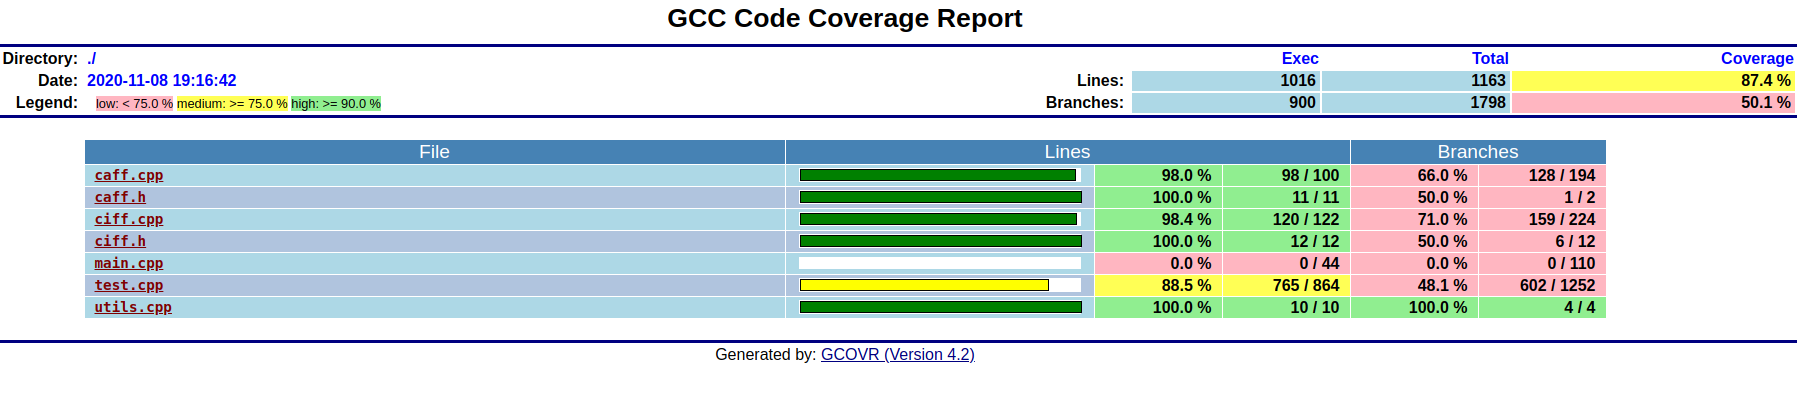 GCC Code Coverage Report
Directory: ./ Exec Total Coverage
Date: 2020-11-08 19:16:42 Lines: 1016 1163 87.4 %
Legend: low: < 75.0 % medium: >= 75.0 % high: >= 90.0 % Branches: 900 1798 50.1 %
File Lines Branches
caff.cpp 98.0 % 98 / 100 66.0 % 128 / 194
caff.h 100.0 % 11 / 11 50.0 % 1 / 2
ciff.cpp 98.4 % 120 / 122 71.0 % 159 / 224
ciff.h 100.0 % 12 / 12 50.0 % 6 / 12
main.cpp 0.0 % 0 / 44 0.0 % 0 / 110
test.cpp 88.5 % 765 / 864 48.1 % 602 / 1252
utils.cpp 100.0 % 10 / 10 100.0 % 4 / 4
Generated by: GCOVR (Version 4.2)